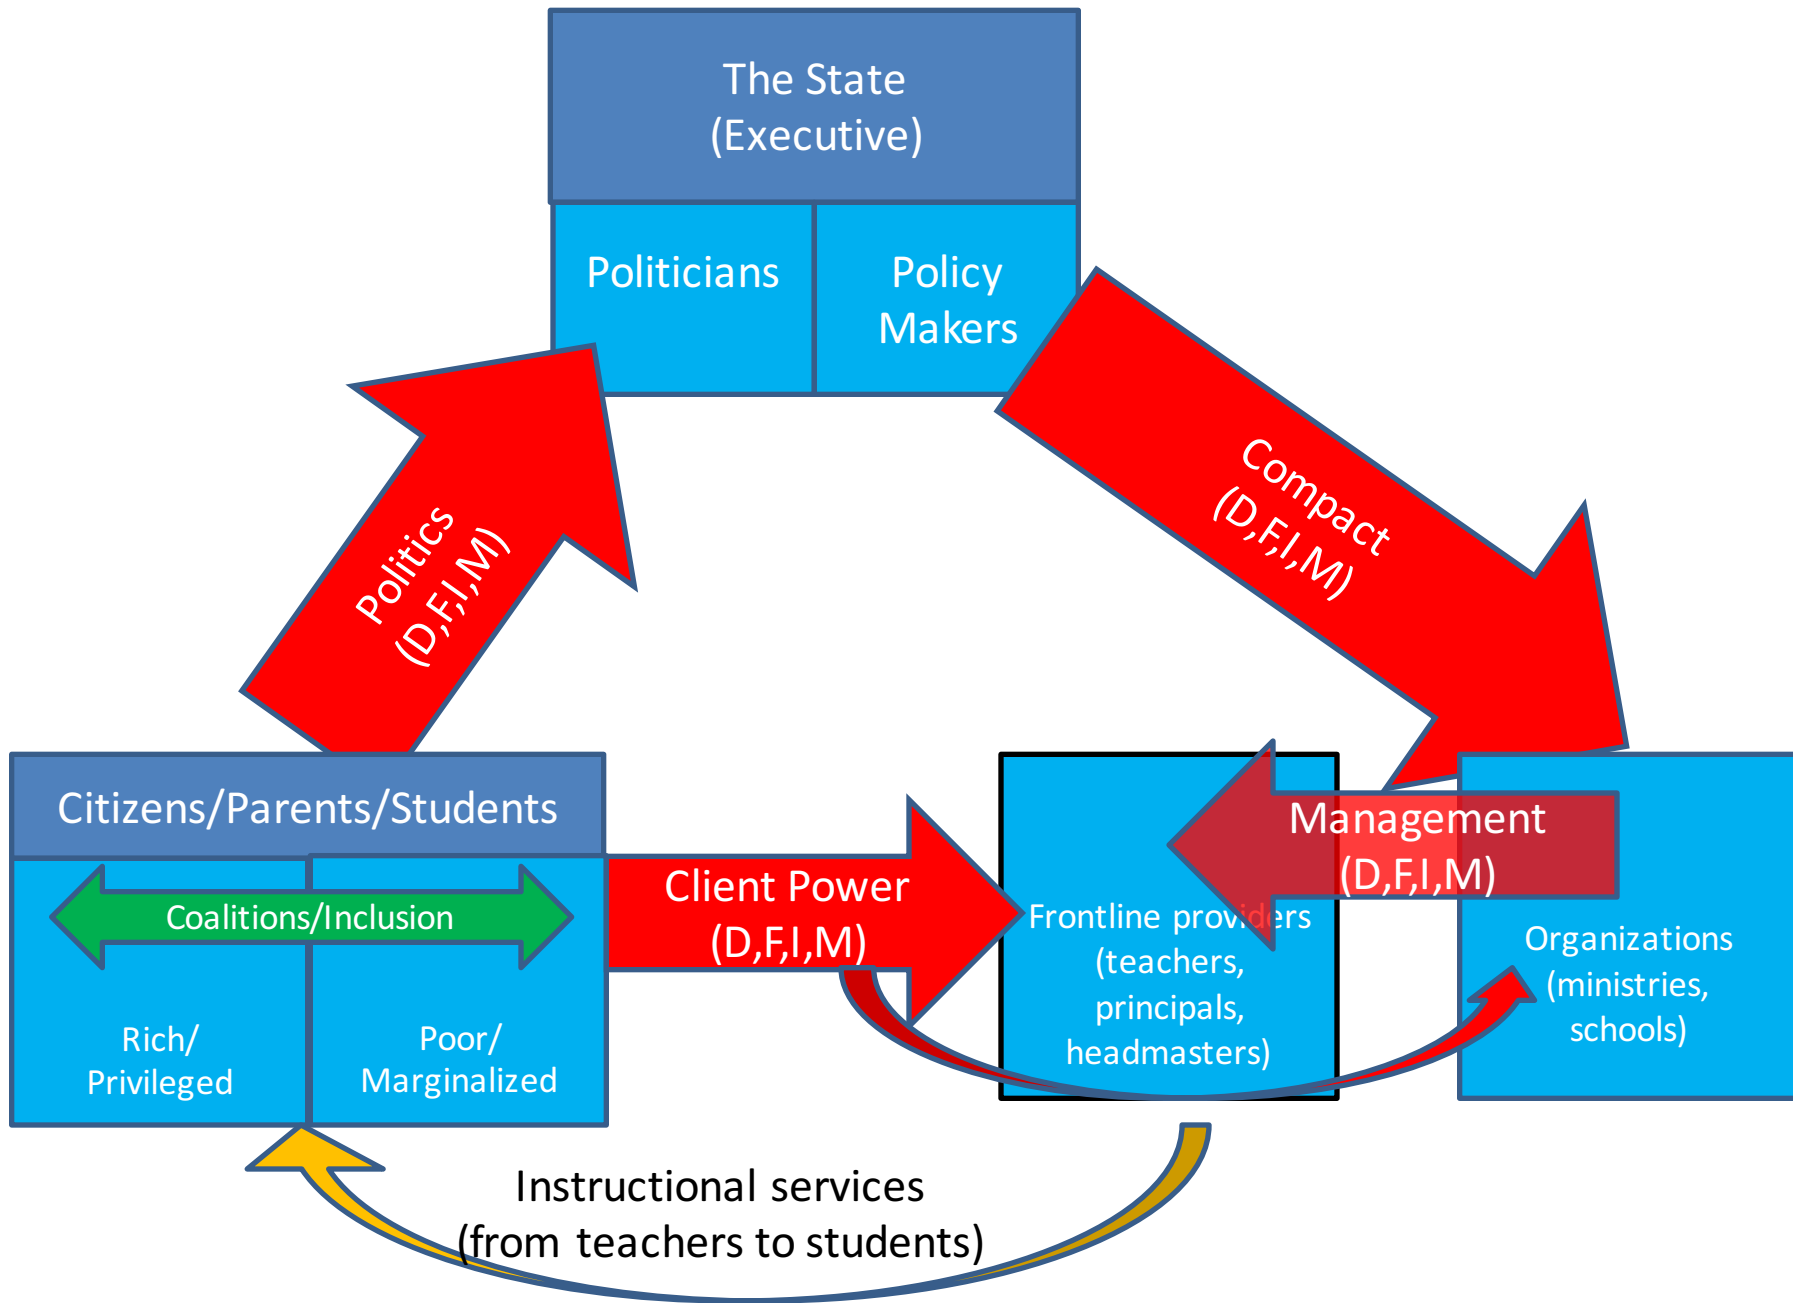 The State
(Executive)
Politicians
Policy
Makers
Politics
(D,F,I,M)
Compact
(D,F,I,M)
Citizens/Parents/Students
Coalitions/Inclusion
Rich/
Privileged
Poor/
Marginalized
Client Power
(D,F,I,M)
Frontline providers
(teachers,
principals,
headmasters)
Management
(D,F,I,M)
Organizations
(ministries,
schools)
Instructional services
(from teachers to students)